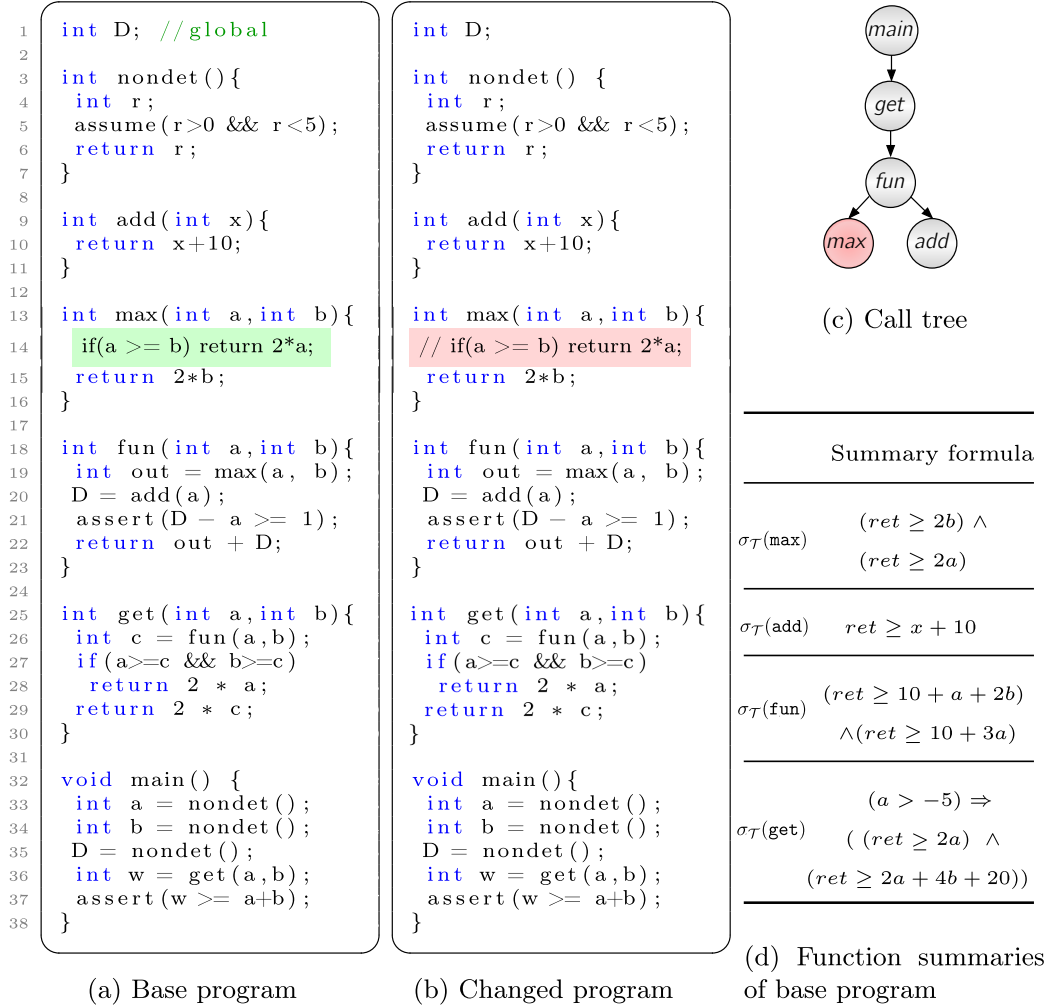 1 int D; //global
2
3 int nondet(){
4 int r;
5 assume(r>0 && r<5);
6 return r;
7 }
8
9 int add(int x){
10 return x+10;
11 }
12
13 int max(int a,int b){
14 if(a >= b) return 2*a;
15 return 2*b;
16 }
17
18 int fun(int a,int b){
19 int out = max(a, b);
20 D = add(a);
21 assert(D − a >= 1);
22 return out + D;
23 }
24
25 int get(int a,int b){
26 int c = fun(a,b);
27 if(a>=c && b>=c)
28 return 2 * a;
29 return 2 * c;
30 }
31
32 void main() {
33 int a = nondet();
34 int b = nondet();
35 D = nondet();
36 int w = get(a,b);
37 assert(w >= a+b);
38 }
(a) Base program
int D;
int nondet() {
int r;
assume(r>0 && r<5);
return r;
}
int add(int x){
return x+10;
}
int max(int a,int b){
// if(a >= b) return 2*a;
return 2*b;
}
int fun(int a,int b){
int out = max(a, b);
D = add(a);
assert(D − a >= 1);
return out + D;
}
int get(int a,int b){
int c = fun(a,b);
if(a>=c && b>=c)
return 2 * a;
return 2 * c;
}
void main(){
int a = nondet();
int b = nondet();
D = nondet();
int w = get(a,b);
assert(w >= a+b);
}
(b) Changed program
main
get
fun
max add
(c) Call tree
Summary formula
σ𝒯(max) (ret ≥ 2b) ∧
(ret ≥ 2a)
σ𝒯(add) ret ≥ x + 10
σ𝒯(fun) (ret ≥ 10 + a + 2b)
∧(ret ≥ 10 + 3a)
σ𝒯(get) (a > −5) ⇒
( (ret ≥ 2a) ∧
(ret ≥ 2a + 4b + 20))
(d) Function summaries
of base program